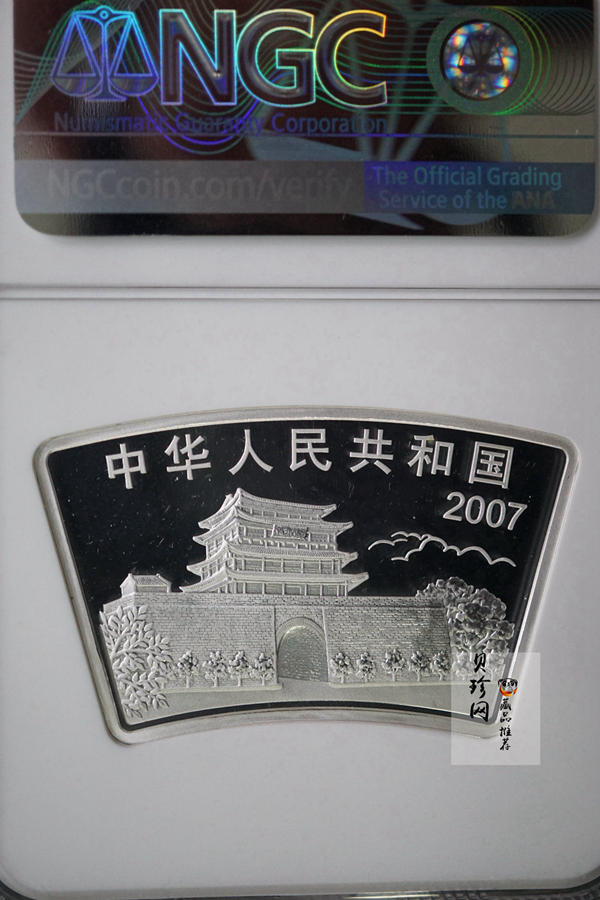 NGC
Numismatic Guaranty Corporation
NGCcoin.com/verify
The Official Grading
Service of the ANA
中华人民共和国
2007
贝珍网
藏品推荐